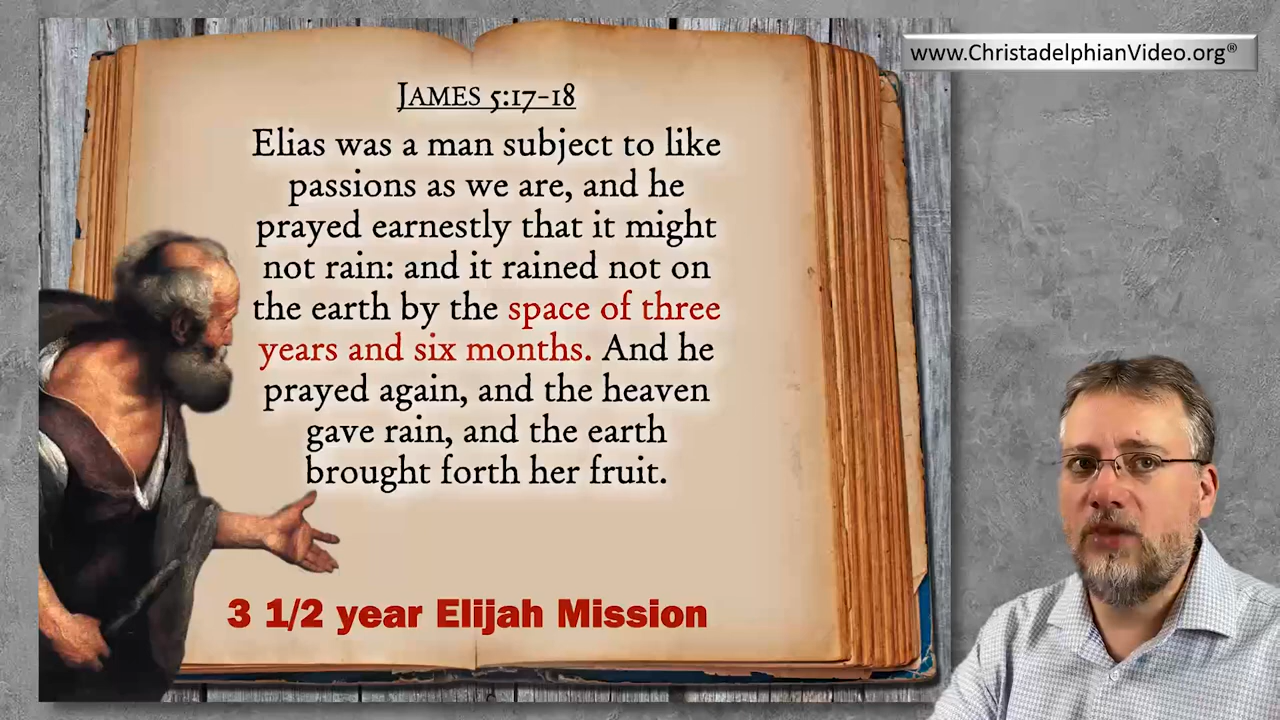 www.ChristadelphianVideo.org®
JAMES 5:17-18
Elias was a man subject to like
passions as we are, and he
prayed earnestly that it might
not rain: and it rained not on
the earth by the space of three
years and six months. And he
prayed again, and the heaven
gave rain, and the earth
brought forth her fruit.
3 1/2 year Elijah Mission